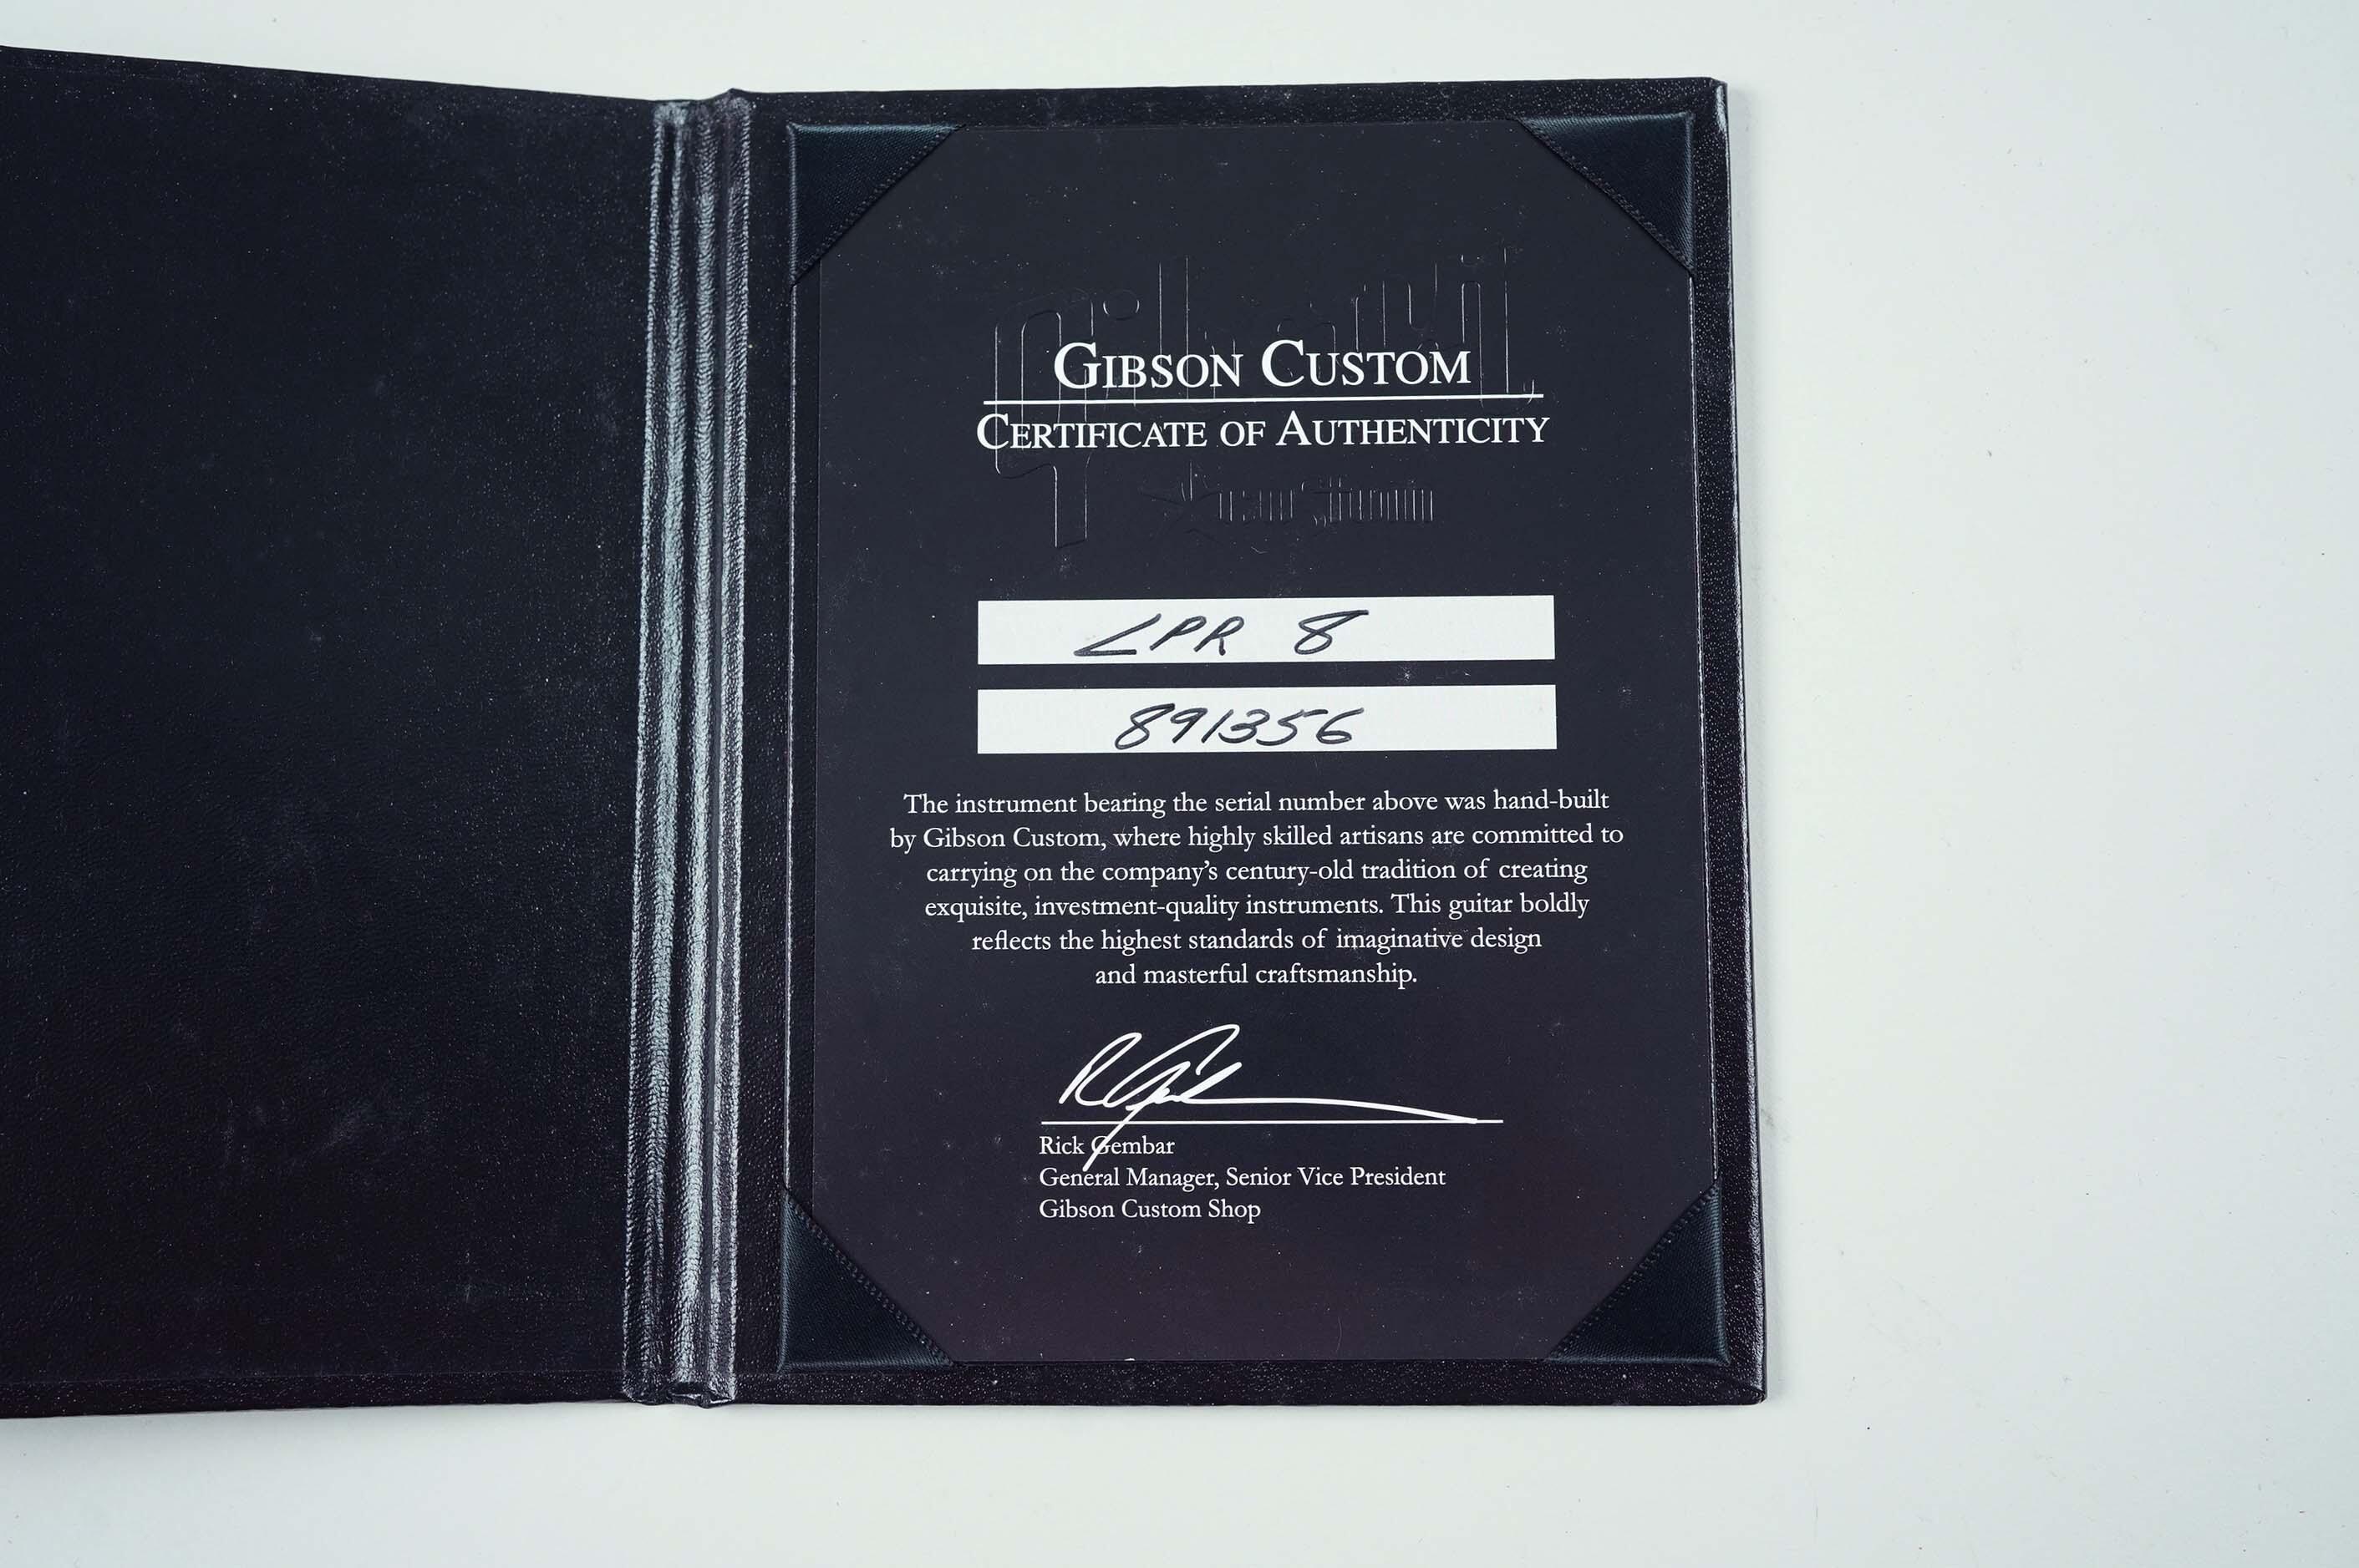 GIBSON CUSTOM
CERTIFICATE OF AUTHENTICITY
LPR 8
891356
The instrument bearing the serial number above was hand-built
by Gibson Custom, where highly skilled artisans are committed to
carrying on the company's century-old tradition of creating
exquisite, investment-quality instruments. This guitar boldly
reflects the highest standards of imaginative design
and masterful craftsmanship.
Rick Gembar
General Manager, Senior Vice President
Gibson Custom Shop